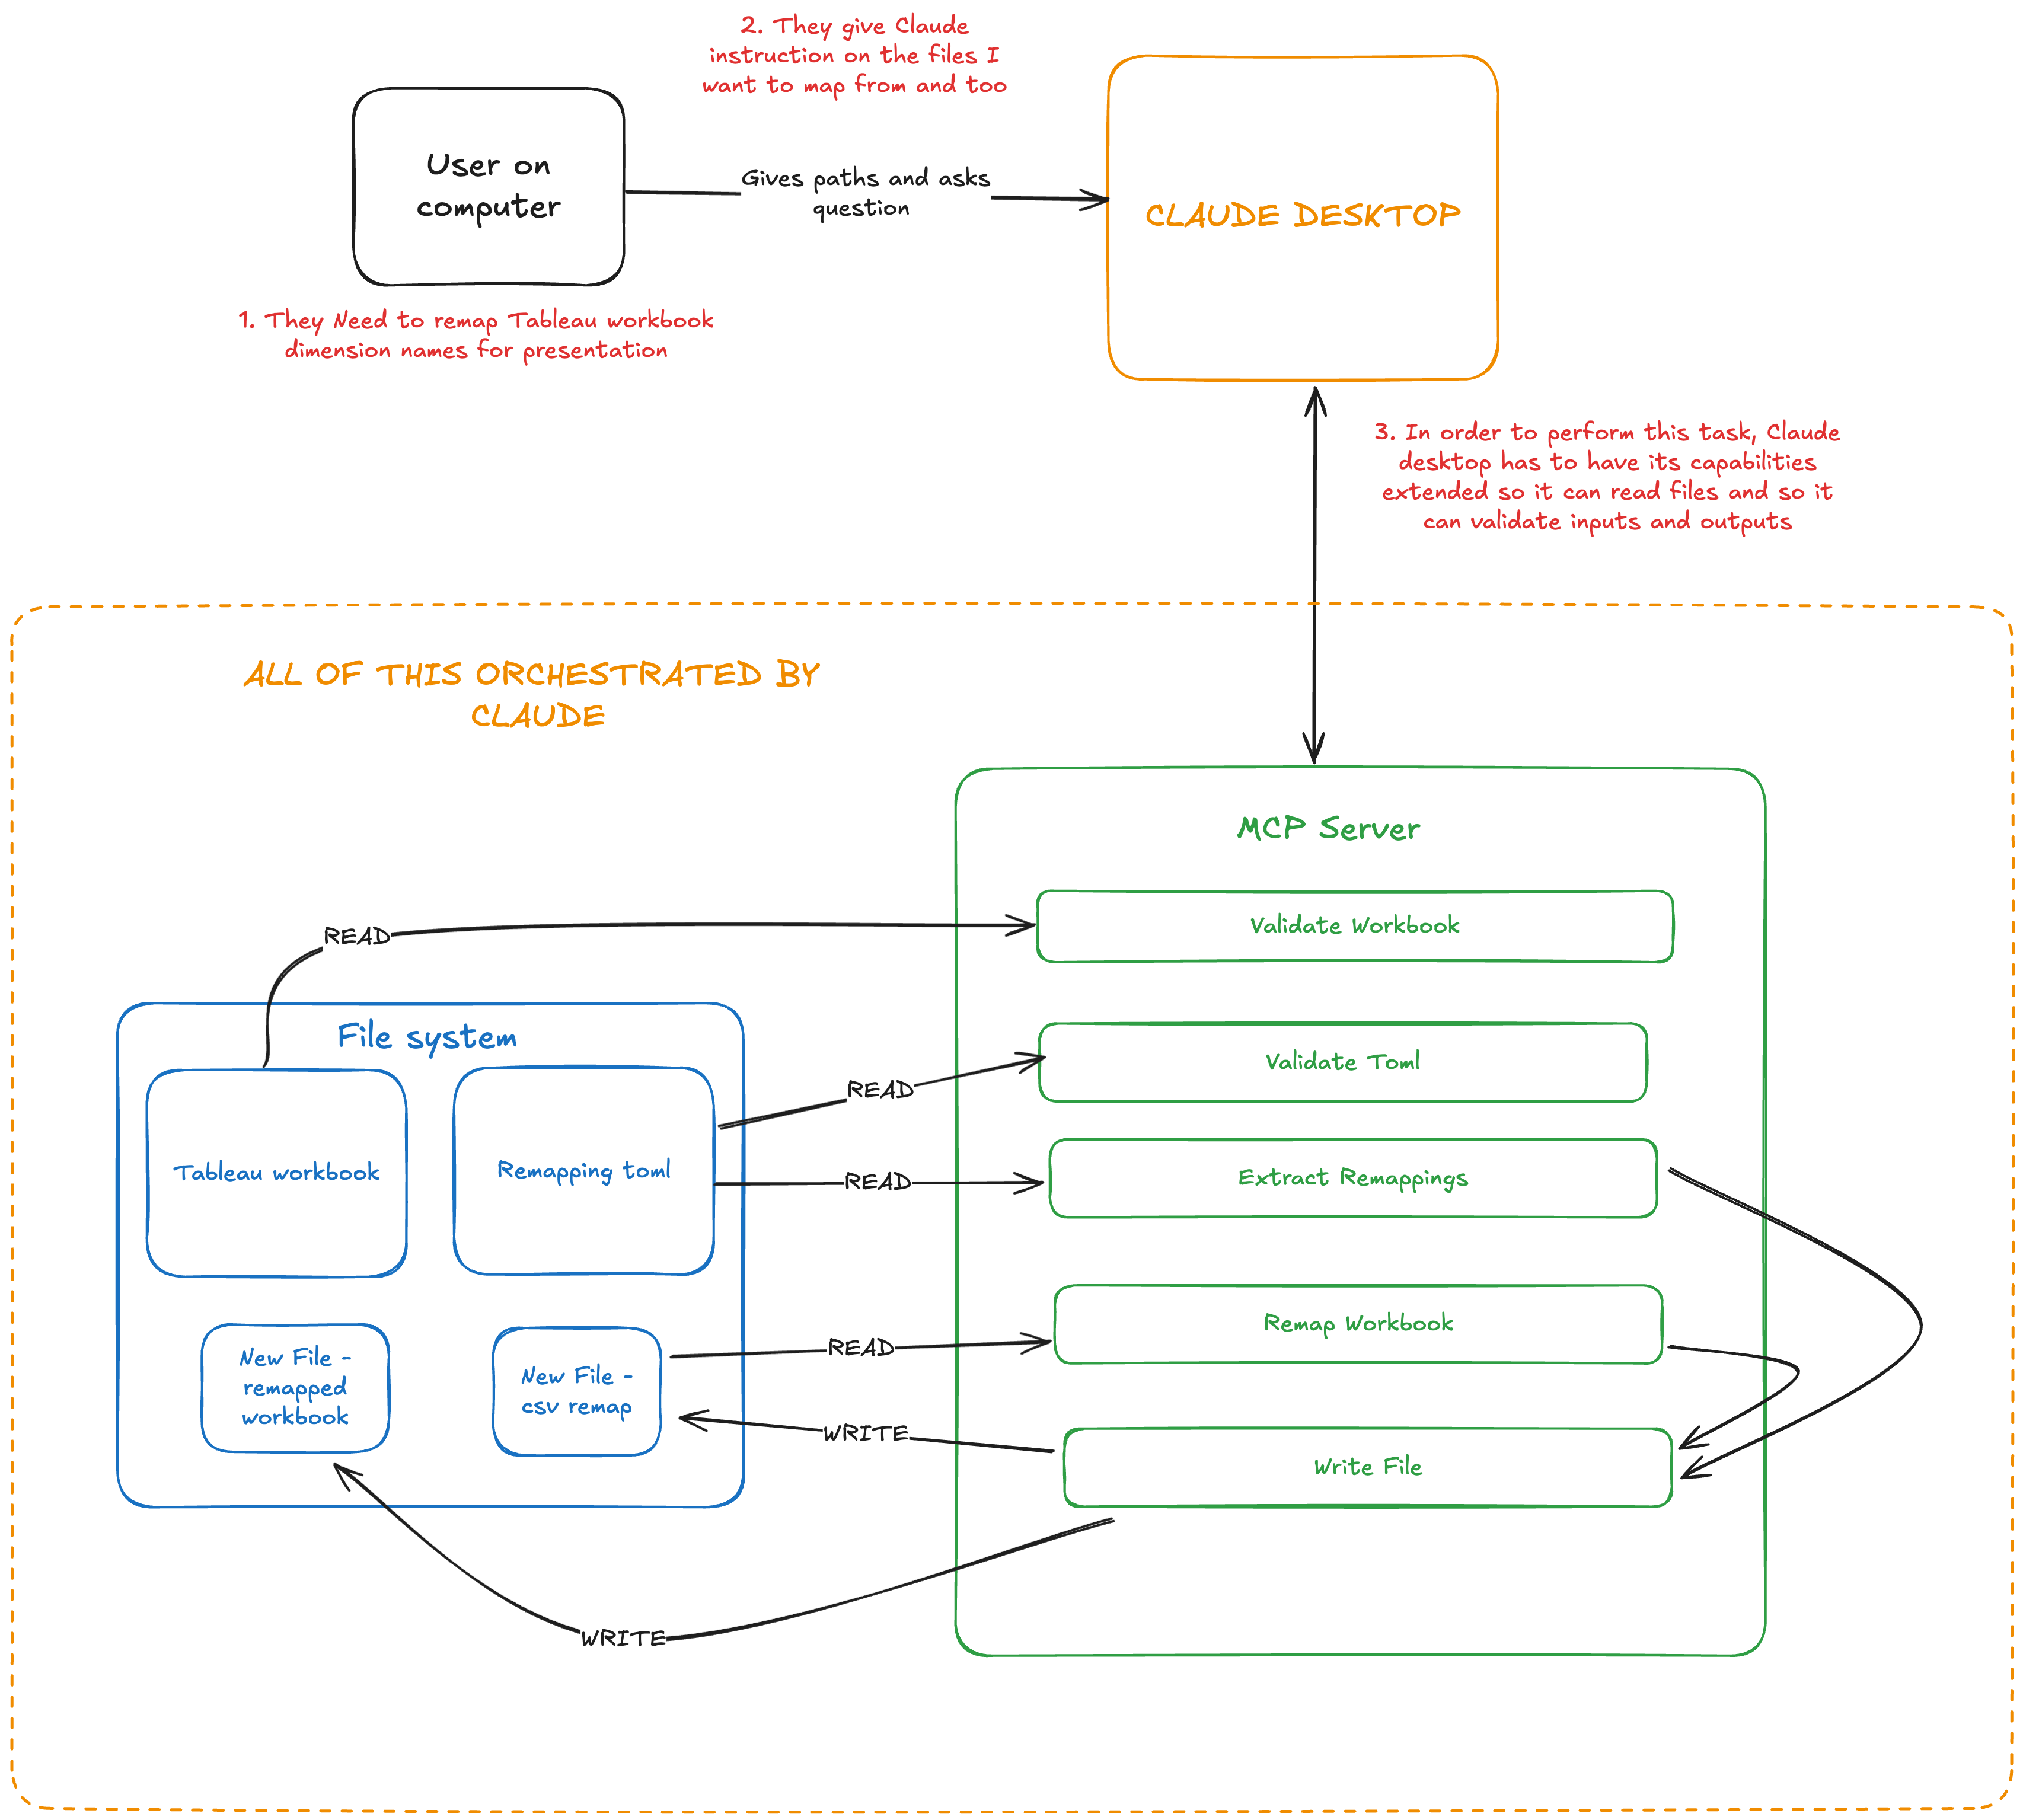 2. They give Claude
instruction on the files I
want to map from and too
User on
computer
Gives paths and asks
question
CLAUDE DESKTOP
1. They Need to remap Tableau workbook
dimension names for presentation
3. In order to perform this task, Claude
desktop has to have its capabilities
extended so it can read files and so it
can validate inputs and outputs
ALL OF THIS ORCHESTRATED BY
CLAUDE
MCP Server
READ
Validate Workbook
File system
READ
Validate Toml
Tableau workbook
Remapping toml
READ
Extract Remappings
READ
Remap Workbook
New File -
remapped
workbook
New File -
csv remap
WRITE
Write File
WRITE